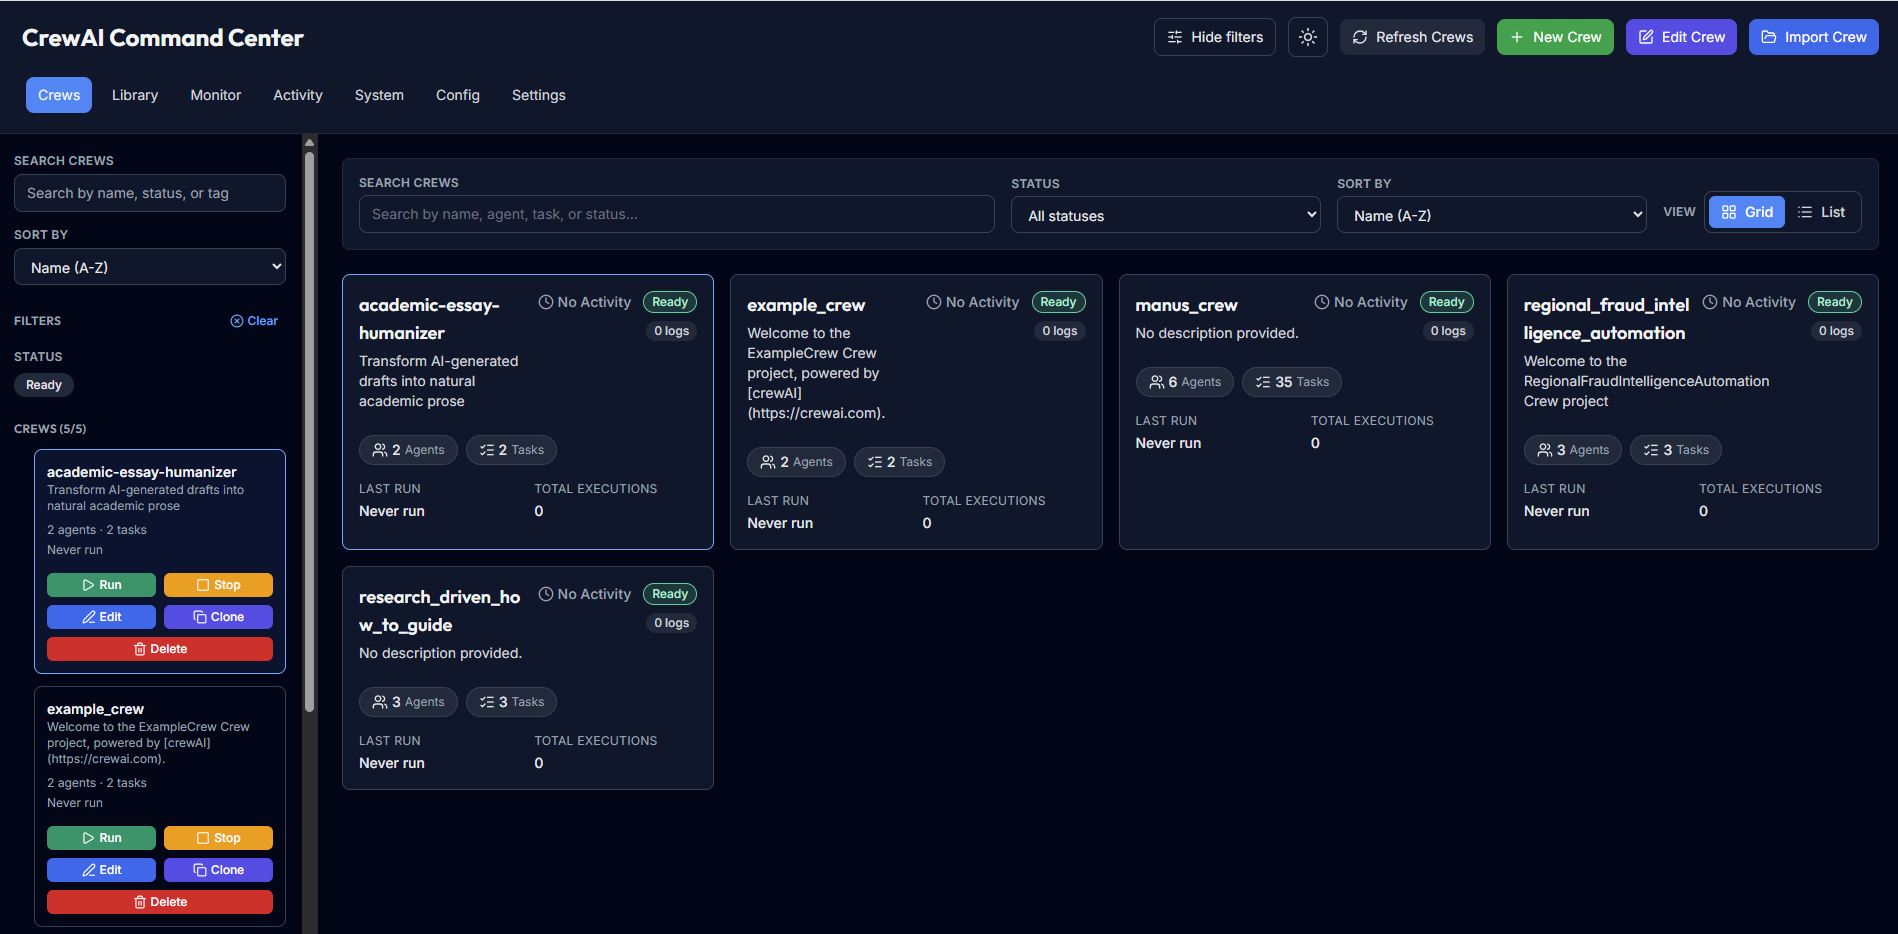 CrewAI Command Center
Hide filters
Refresh Crews
New Crew
Edit Crew
Import Crew
Crews
Library
Monitor
Activity
System
Config
Settings
SEARCH CREWS
Search by name, status, or tag
SORT BY
Name (A-Z)
FILTERS
Clear
STATUS
Ready
CREWS (5/5)
academic-essay-humanizer
Transform AI-generated drafts into
natural academic prose
2 agents · 2 tasks
Never run
Run
Stop
Edit
Clone
Delete
example_crew
Welcome to the ExampleCrew Crew
project, powered by [crewAI]
(https://crewai.com).
2 agents · 2 tasks
Never run
Run
Stop
Edit
Clone
Delete
SEARCH CREWS
Search by name, agent, task, or status...
STATUS
All statuses
SORT BY
Name (A-Z)
VIEW
Grid
List
academic-essay-
humanizer
No Activity
Ready
0 logs
Transform AI-generated
drafts into natural
academic prose
2 Agents
2 Tasks
LAST RUN
Never run
TOTAL EXECUTIONS
0
example_crew
No Activity
Ready
0 logs
Welcome to the
ExampleCrew Crew
project, powered by
[crewAI]
(https://crewai.com).
2 Agents
2 Tasks
LAST RUN
Never run
TOTAL EXECUTIONS
0
manus_crew
No Activity
Ready
0 logs
No description provided.
6 Agents
35 Tasks
LAST RUN
Never run
TOTAL EXECUTIONS
0
regional_fraud_intel
ligence_automation
No Activity
Ready
0 logs
Welcome to the
RegionalFraudIntelligenceAutomation
Crew project
3 Agents
3 Tasks
LAST RUN
Never run
TOTAL EXECUTIONS
0
research_driven_ho
w_to_guide
No Activity
Ready
0 logs
No description provided.
3 Agents
3 Tasks
LAST RUN
Never run
TOTAL EXECUTIONS
0